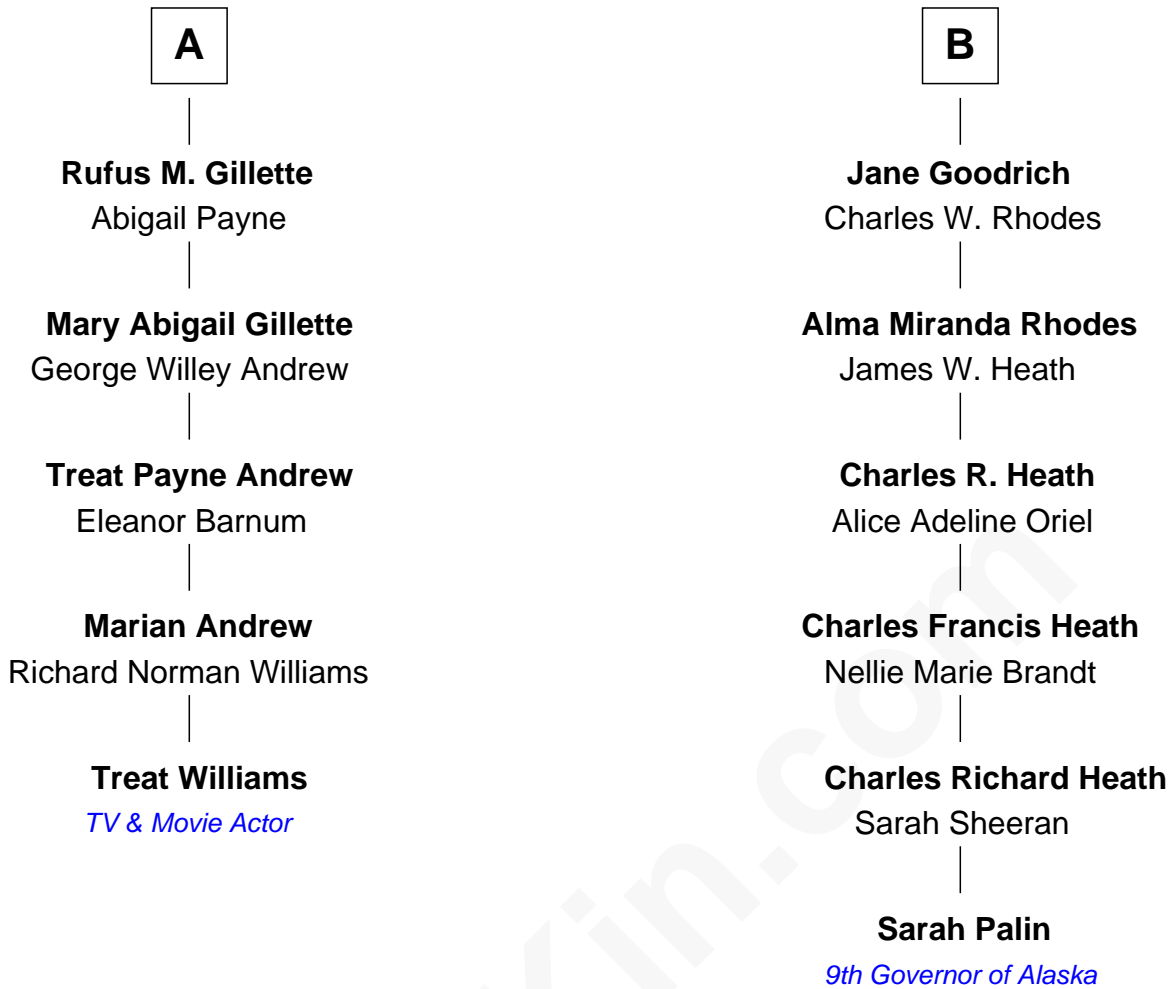 A
Rufus M. Gillette
Abigail Payne
Mary Abigail Gillette
George Willey Andrew
Treat Payne Andrew
Eleanor Barnum
Marian Andrew
Richard Norman Williams
Treat Williams
TV & Movie Actor
B
Jane Goodrich
Charles W. Rhodes
Alma Miranda Rhodes
James W. Heath
Charles R. Heath
Alice Adeline Oriel
Charles Francis Heath
Nellie Marie Brandt
Charles Richard Heath
Sarah Sheeran
Sarah Palin
9th Governor of Alaska
Kin.com